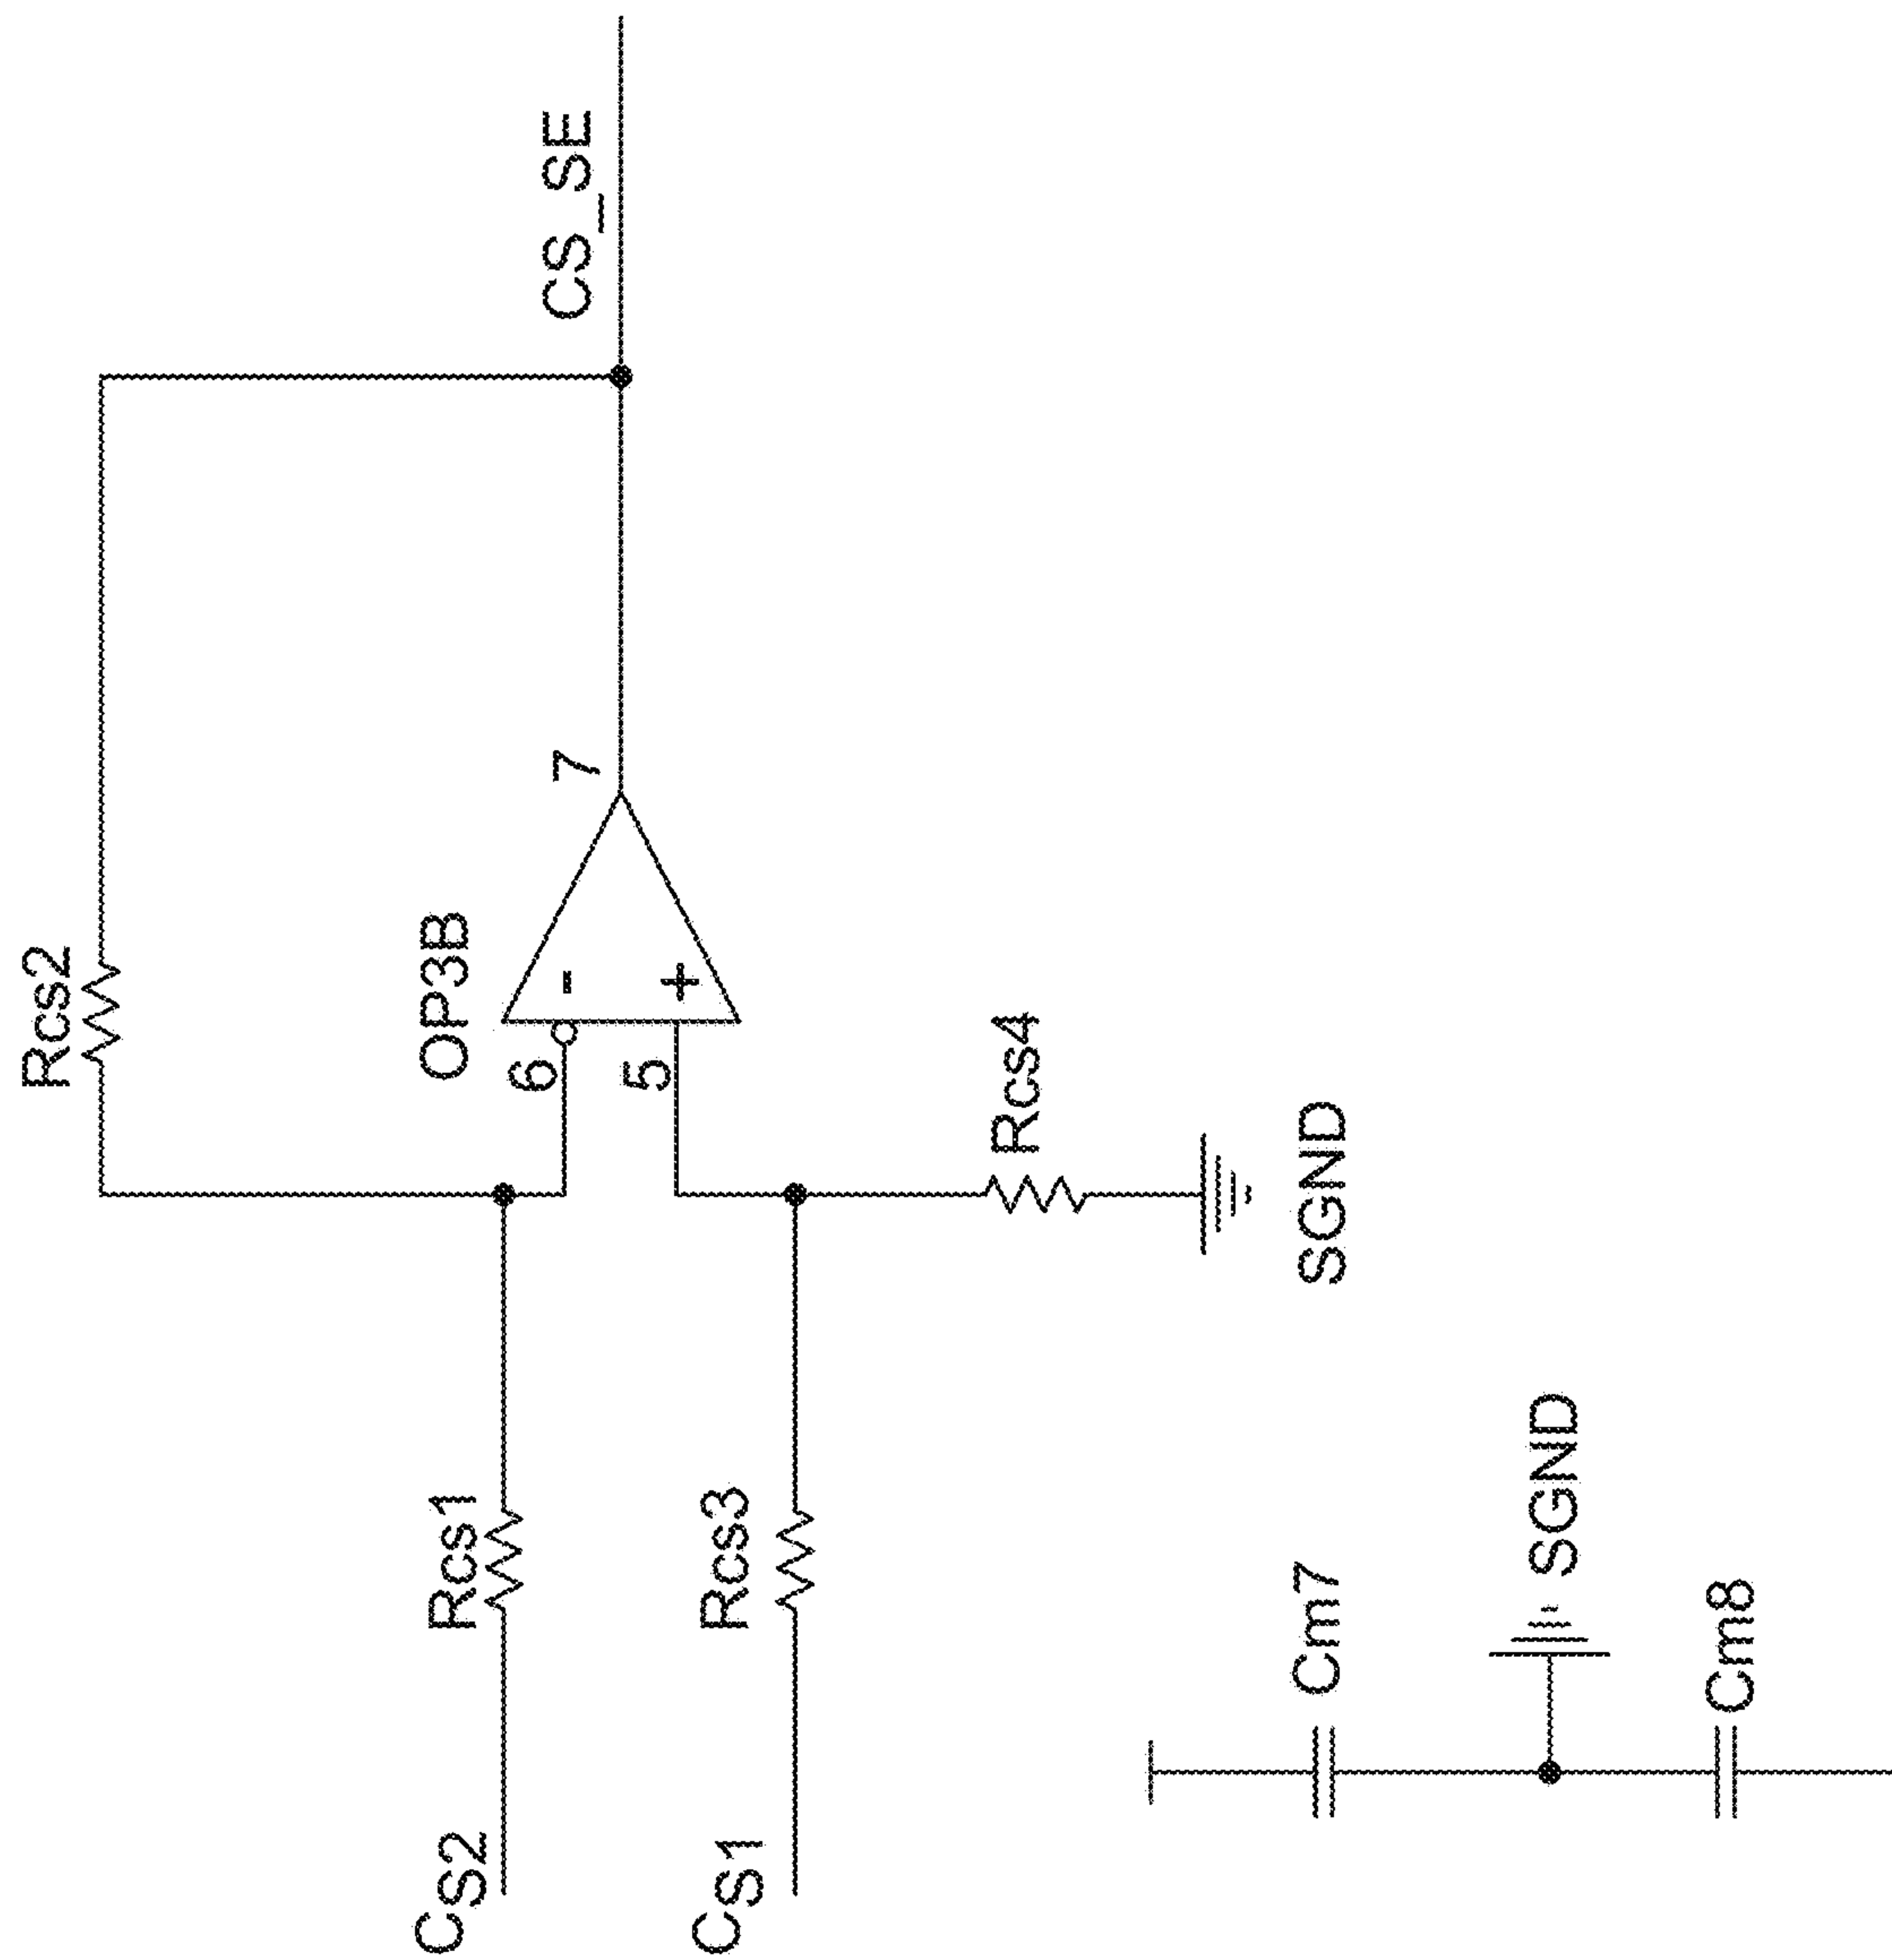 Rcs2
OP3B
6
-
7
CS_SE
5
+
Cs2
Rcs1
Cs1
Rcs3
Rcs4
SGND
Cm7
SGND
Cm8